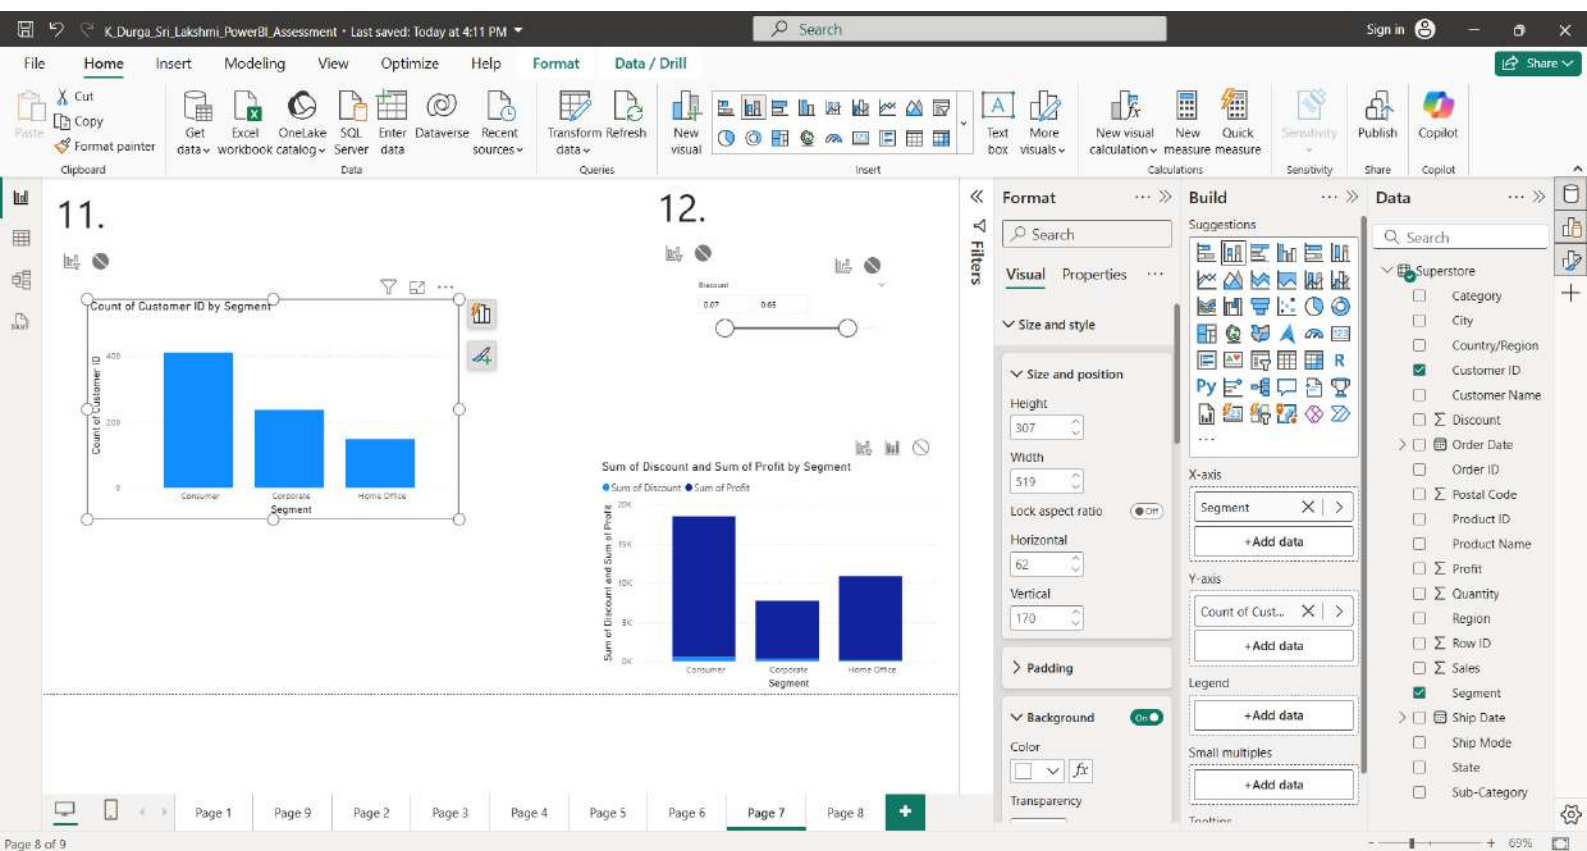 K_Durga_Sri_Lakshmi_PowerBI_Assessment • Last saved: Today at 4:11 PM
Search
Sign in
File Home Insert Modeling View Optimize Help Format Data / Drill
Share
Paste
Cut
Copy
Format painter
Clipboard
Get data
Excel workbook
OneLake catalog
SQL Server
Enter data
Dataverse
Recent sources
Data
Transform data
Refresh
Queries
New visual
Insert
Text box
More visuals
New visual calculation
New measure
Quick measure
Calculations
Sensitivity
Sensitivity
Publish
Share
Copilot
Copilot
11.
Count of Customer ID by Segment
Count of Customer ID
400
200
0
Consumer Corporate Home Office
Segment
12.
Discount
0.07 0.65
Sum of Discount and Sum of Profit by Segment
Sum of Discount Sum of Profit
Sum of Discount and Sum of Profit
20K
15K
10K
5K
0K
Consumer Corporate Home Office
Segment
Filters
Format
Search
Visual Properties
Size and style
Size and position
Height
307
Width
519
Lock aspect ratio Off
Horizontal
62
Vertical
170
Padding
Background On
Color
fx
Transparency
Build
Suggestions
123
R
Py
X-axis
Segment
+Add data
Y-axis
Count of Cust...
+Add data
Legend
+Add data
Small multiples
+Add data
Tooltips
Data
Search
Superstore
Category
City
Country/Region
Customer ID
Customer Name
Discount
Order Date
Order ID
Postal Code
Product ID
Product Name
Profit
Quantity
Region
Row ID
Sales
Segment
Ship Date
Ship Mode
State
Sub-Category
Page 1 Page 9 Page 2 Page 3 Page 4 Page 5 Page 6 Page 7 Page 8
Page 8 of 9
69%